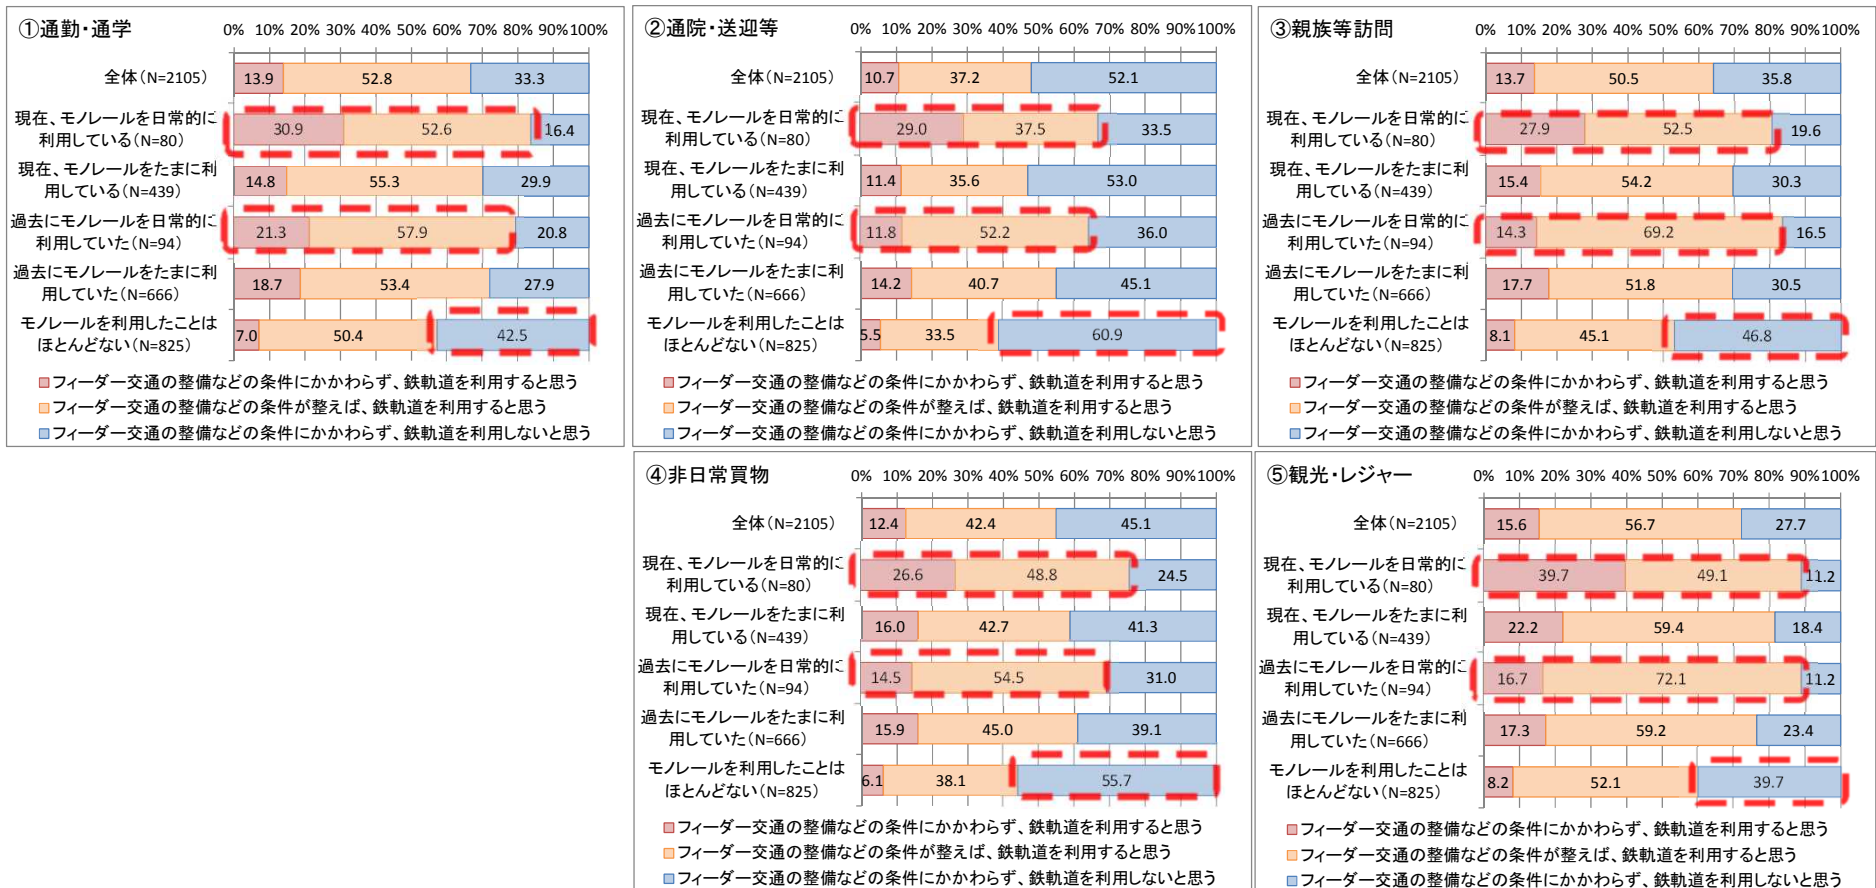 ①通勤・通学
0% 10% 20% 30% 40% 50% 60% 70% 80% 90%100%
全体(N=2105)
13.9 52.8 33.3
現在、モノレールを日常的に
利用している(N=80)
30.9 52.6 16.4
現在、モノレールをたまに利
用している(N=439)
14.8 55.3 29.9
過去にモノレールを日常的に
利用していた(N=94)
21.3 57.9 20.8
過去にモノレールをたまに利
用していた(N=666)
18.7 53.4 27.9
モノレールを利用したことは
ほとんどない(N=825)
7.0 50.4 42.5
フィーダー交通の整備などの条件にかかわらず、鉄軌道を利用すると思う
フィーダー交通の整備などの条件が整えば、鉄軌道を利用すると思う
フィーダー交通の整備などの条件にかかわらず、鉄軌道を利用しないと思う
②通院・送迎等
0% 10% 20% 30% 40% 50% 60% 70% 80% 90%100%
全体(N=2105)
10.7 37.2 52.1
現在、モノレールを日常的に
利用している(N=80)
29.0 37.5 33.5
現在、モノレールをたまに利
用している(N=439)
11.4 35.6 53.0
過去にモノレールを日常的に
利用していた(N=94)
11.8 52.2 36.0
過去にモノレールをたまに利
用していた(N=666)
14.2 40.7 45.1
モノレールを利用したことは
ほとんどない(N=825)
5.5 33.5 60.9
フィーダー交通の整備などの条件にかかわらず、鉄軌道を利用すると思う
フィーダー交通の整備などの条件が整えば、鉄軌道を利用すると思う
フィーダー交通の整備などの条件にかかわらず、鉄軌道を利用しないと思う
③親族等訪問
0% 10% 20% 30% 40% 50% 60% 70% 80% 90%100%
全体(N=2105)
13.7 50.5 35.8
現在、モノレールを日常的に
利用している(N=80)
27.9 52.5 19.6
現在、モノレールをたまに利
用している(N=439)
15.4 54.2 30.3
過去にモノレールを日常的に
利用していた(N=94)
14.3 69.2 16.5
過去にモノレールをたまに利
用していた(N=666)
17.7 51.8 30.5
モノレールを利用したことは
ほとんどない(N=825)
8.1 45.1 46.8
フィーダー交通の整備などの条件にかかわらず、鉄軌道を利用すると思う
フィーダー交通の整備などの条件が整えば、鉄軌道を利用すると思う
フィーダー交通の整備などの条件にかかわらず、鉄軌道を利用しないと思う
④非日常買物
0% 10% 20% 30% 40% 50% 60% 70% 80% 90%100%
全体(N=2105)
12.4 42.4 45.1
現在、モノレールを日常的に
利用している(N=80)
26.6 48.8 24.5
現在、モノレールをたまに利
用している(N=439)
16.0 42.7 41.3
過去にモノレールを日常的に
利用していた(N=94)
14.5 54.5 31.0
過去にモノレールをたまに利
用していた(N=666)
15.9 45.0 39.1
モノレールを利用したことは
ほとんどない(N=825)
6.1 38.1 55.7
フィーダー交通の整備などの条件にかかわらず、鉄軌道を利用すると思う
フィーダー交通の整備などの条件が整えば、鉄軌道を利用すると思う
フィーダー交通の整備などの条件にかかわらず、鉄軌道を利用しないと思う
⑤観光・レジャー
0% 10% 20% 30% 40% 50% 60% 70% 80% 90%100%
全体(N=2105)
15.6 56.7 27.7
現在、モノレールを日常的に
利用している(N=80)
39.7 49.1 11.2
現在、モノレールをたまに利
用している(N=439)
22.2 59.4 18.4
過去にモノレールを日常的に
利用していた(N=94)
16.7 72.1 11.2
過去にモノレールをたまに利
用していた(N=666)
17.3 59.2 23.4
モノレールを利用したことは
ほとんどない(N=825)
8.2 52.1 39.7
フィーダー交通の整備などの条件にかかわらず、鉄軌道を利用すると思う
フィーダー交通の整備などの条件が整えば、鉄軌道を利用すると思う
フィーダー交通の整備などの条件にかかわらず、鉄軌道を利用しないと思う